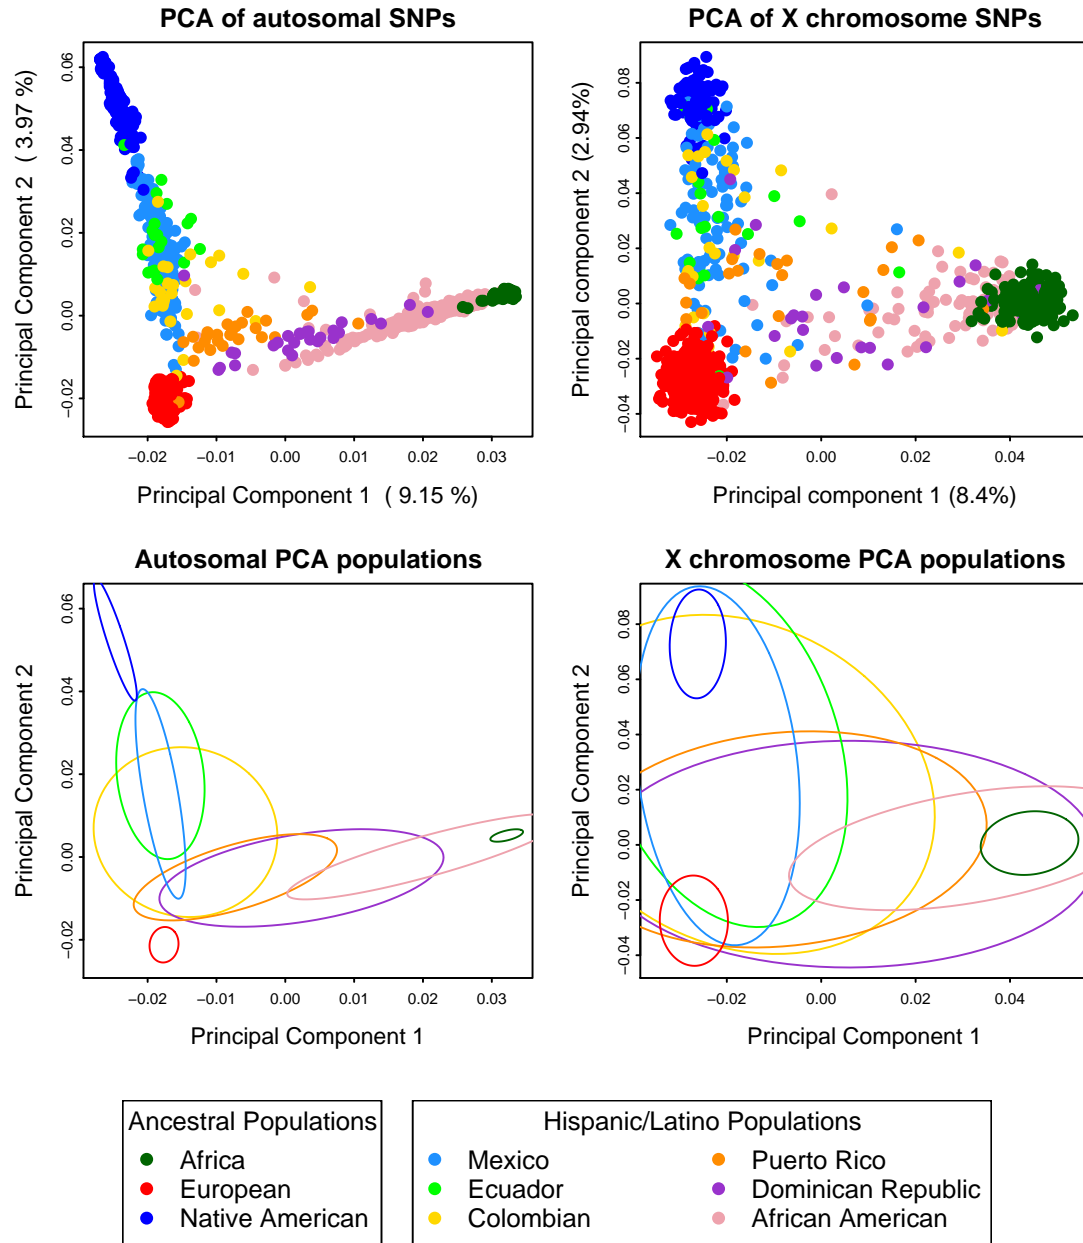 PCA of autosomal SNPs
Principal Component 2 ( 3.97 %)
0.06
0.04
0.02
0.00
−0.02
−0.02
−0.01
0.00
0.01
0.02
0.03
Principal Component 1 ( 9.15 %)
PCA of X chromosome SNPs
Principal component 2 (2.94%)
0.08
0.06
0.04
0.02
0.00
−0.02
−0.04
−0.02
0.00
0.02
0.04
Principal component 1 (8.4%)
Autosomal PCA populations
Principal Component 2
0.06
0.04
0.02
0.00
−0.02
−0.02
−0.01
0.00
0.01
0.02
0.03
Principal Component 1
X chromosome PCA populations
Principal Component 2
0.08
0.06
0.04
0.02
0.00
−0.02
−0.04
−0.02
0.00
0.02
0.04
Principal Component 1
Ancestral Populations
Africa
European
Native American
Hispanic/Latino Populations
Mexico
Ecuador
Colombian
Puerto Rico
Dominican Republic
African American